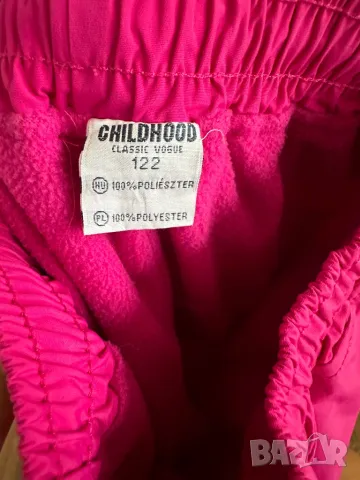 CHILDHOOD
CLASSIC VOGUE
122
HU 100%POLIÉSZTER
PL 100%POLYESTER
BAZAR